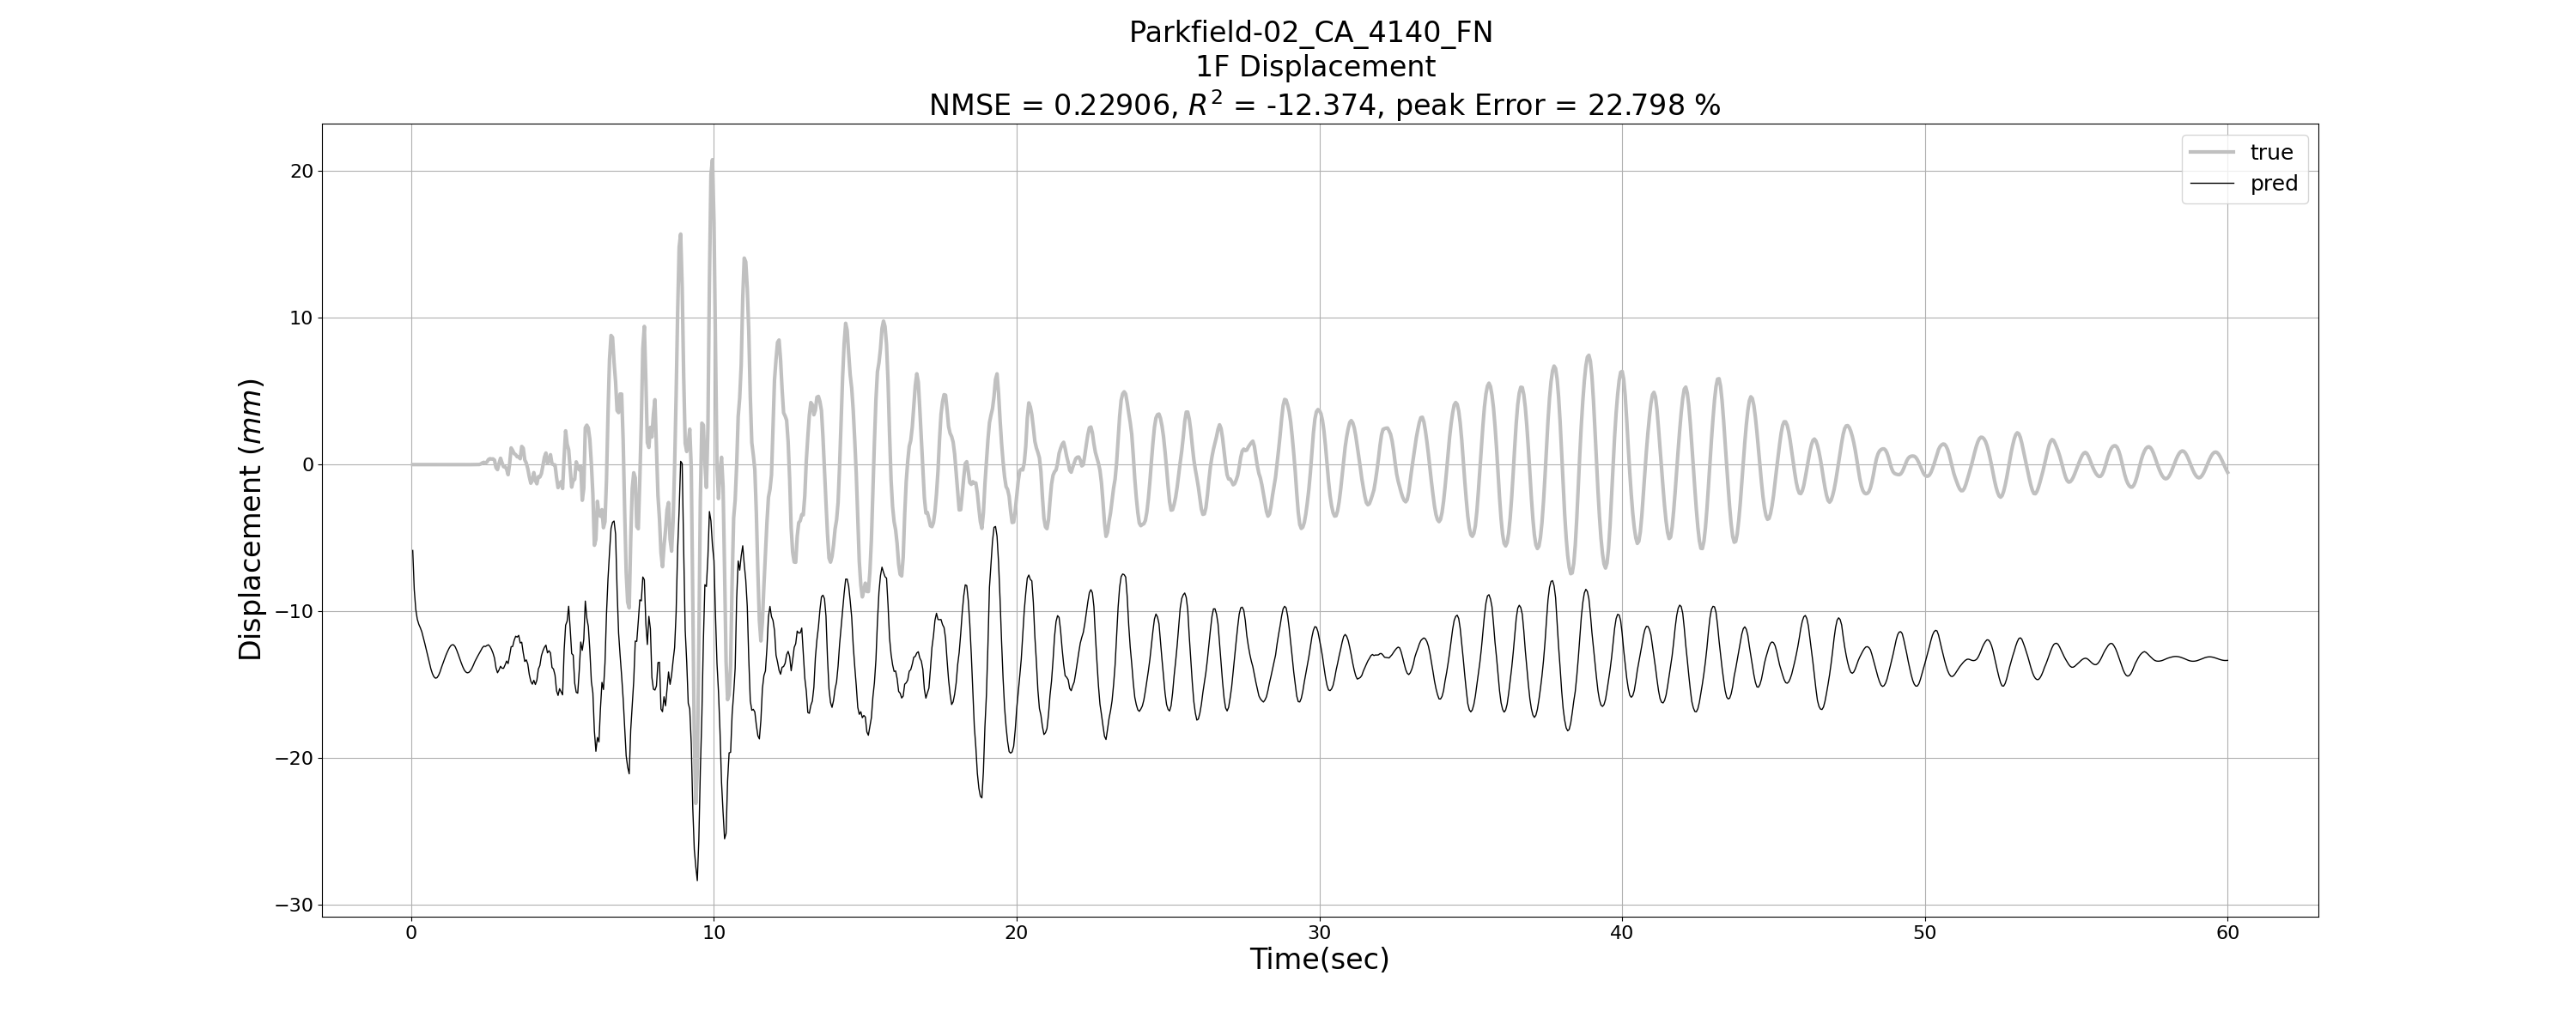 Parkfield-02_CA_4140_FN
1F Displacement
NMSE = 0.22906, R² = -12.374, peak Error = 22.798 %
true
pred
20
10
0
−10
−20
−30
Displacement (mm)
0 10 20 30 40 50 60
Time(sec)